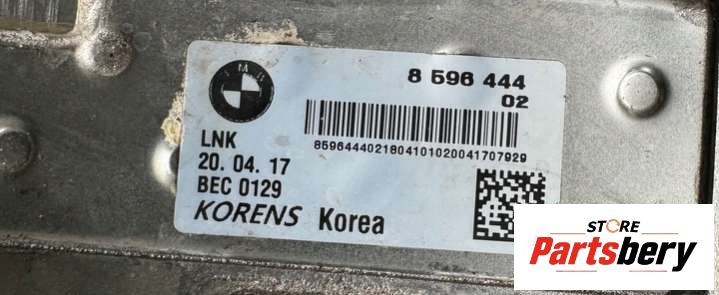 BMW
8 596 444
02
8596444021804101020041707929
LNK
20. 04. 17
BEC 0129
KORENS Korea
STORE
Partsbery